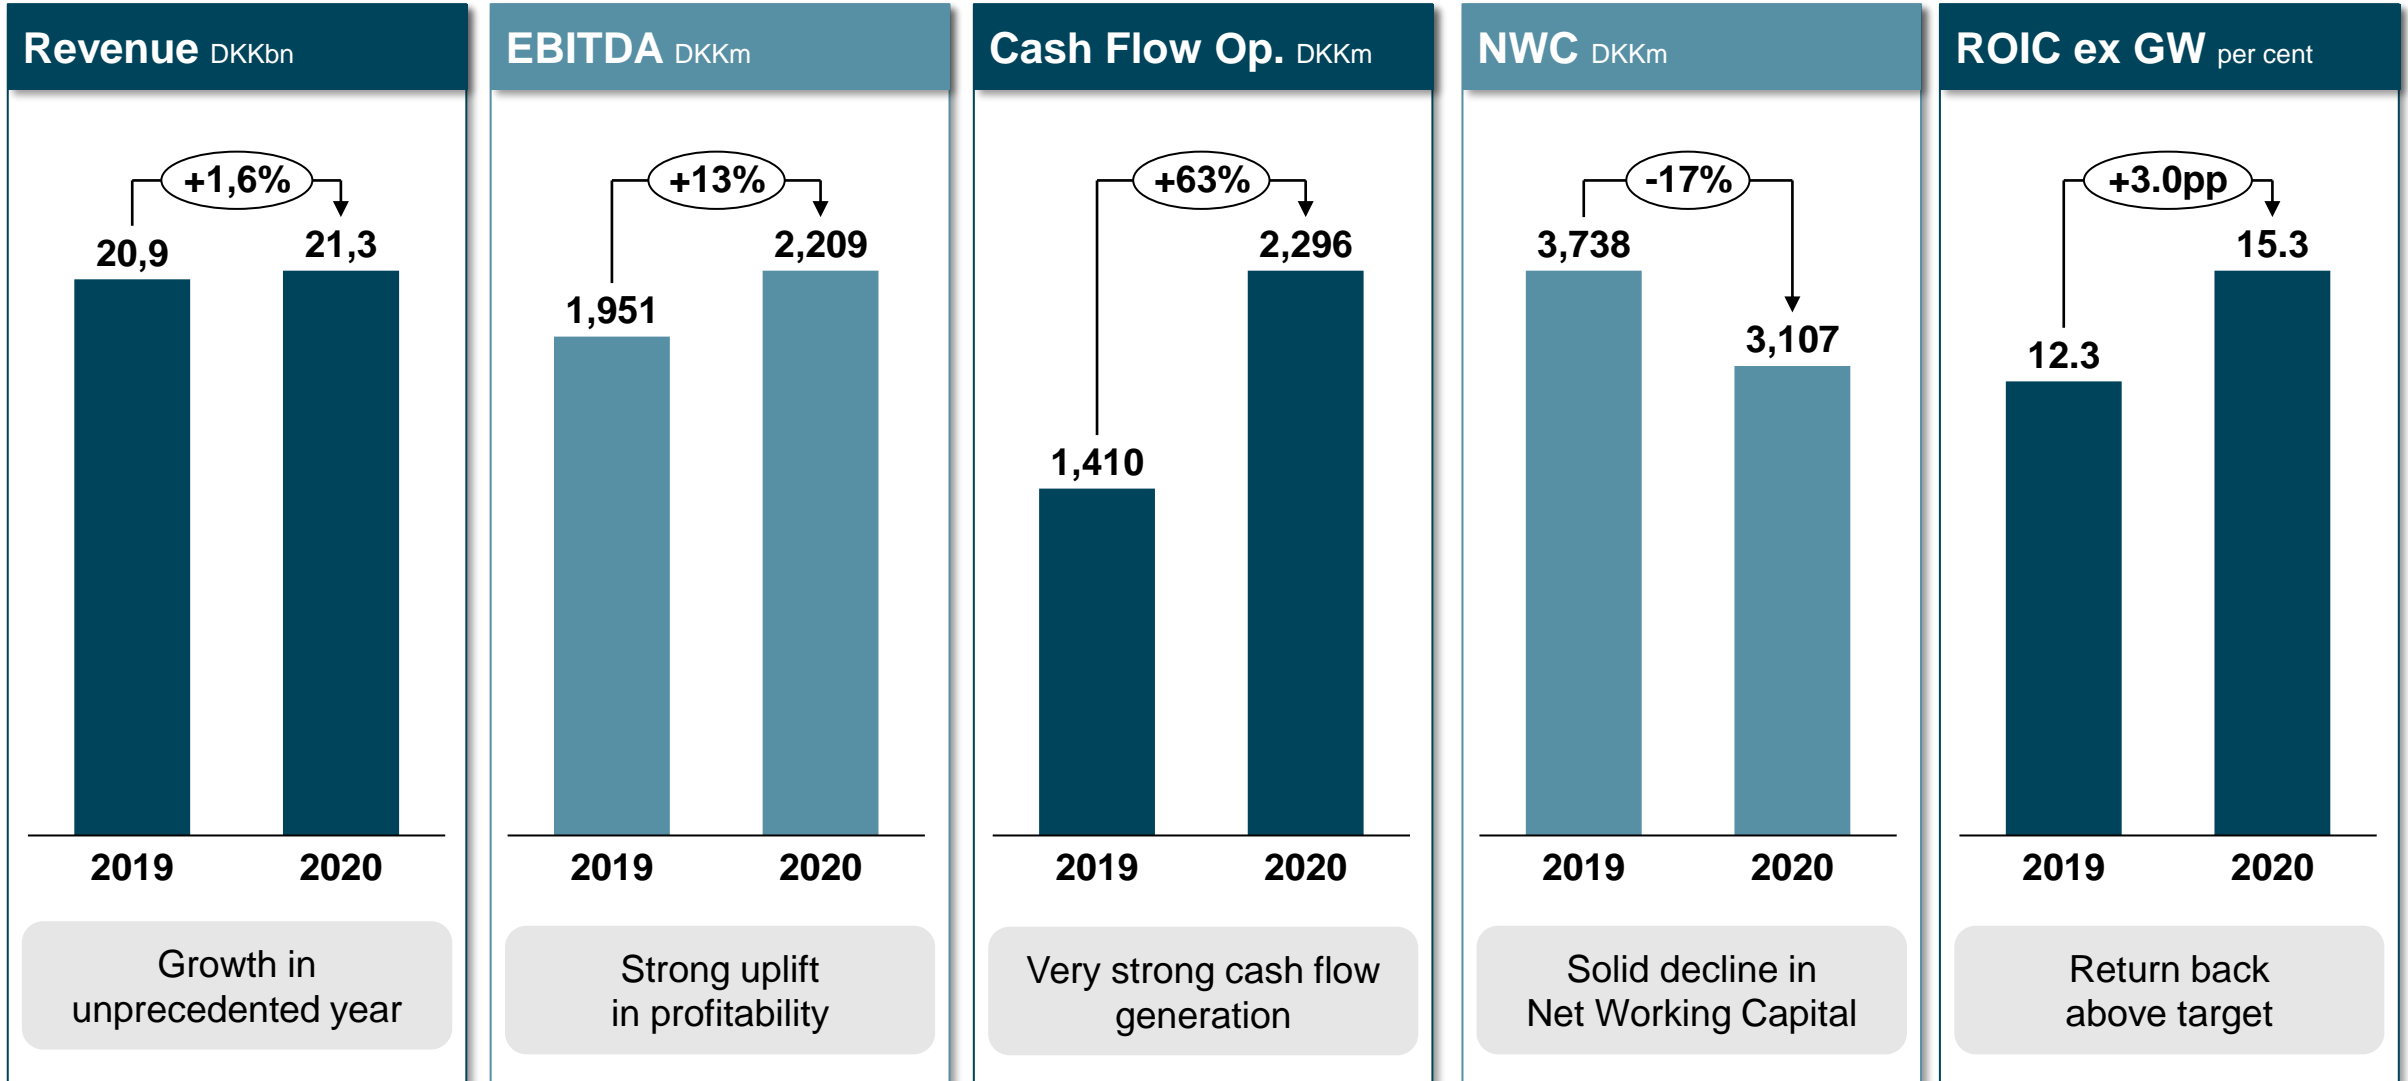 Revenue DKKbn
+1,6%
20,9
21,3
2019
2020
Growth in
unprecedented year
EBITDA DKKm
+13%
1,951
2,209
2019
2020
Strong uplift
in profitability
Cash Flow Op. DKKm
+63%
1,410
2,296
2019
2020
Very strong cash flow
generation
NWC DKKm
-17%
3,738
3,107
2019
2020
Solid decline in
Net Working Capital
ROIC ex GW per cent
+3.0pp
12.3
15.3
2019
2020
Return back
above target